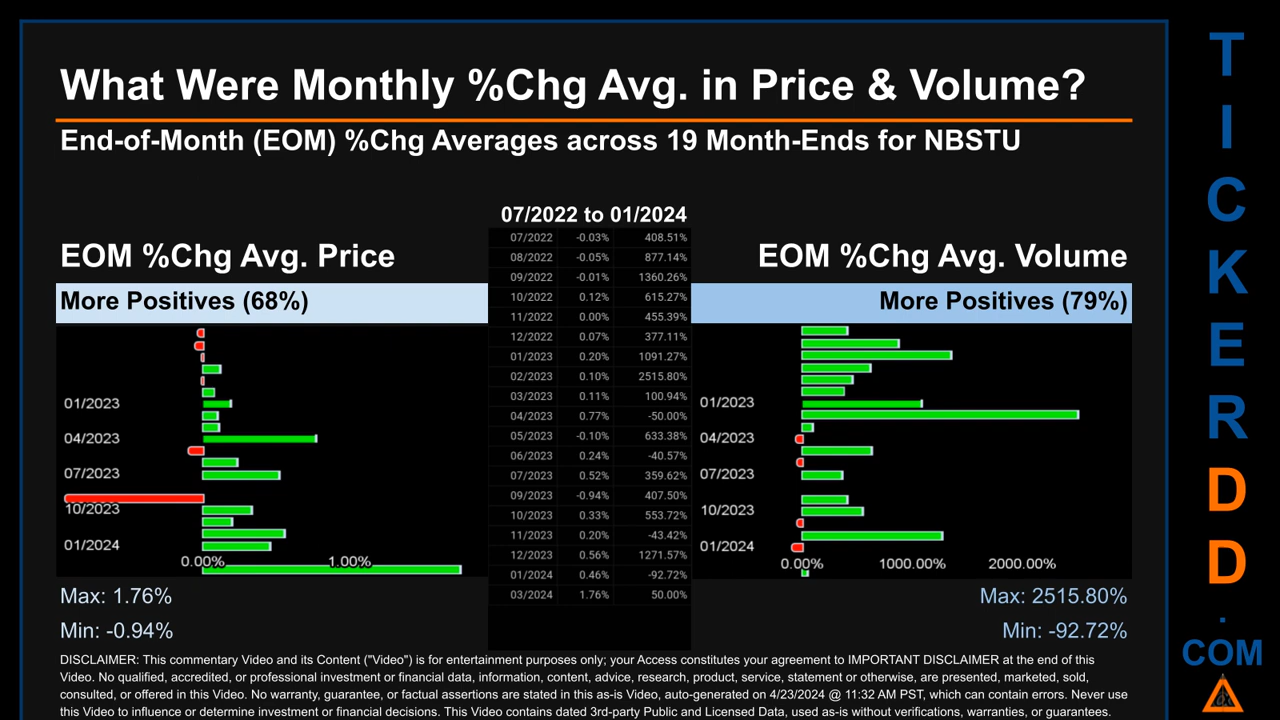 What Were Monthly %Chg Avg. in Price & Volume?
End-of-Month (EOM) %Chg Averages across 19 Month-Ends for NBSTU
07/2022 to 01/2024
EOM %Chg Avg. Price
EOM %Chg Avg. Volume
More Positives (68%)
More Positives (79%)
07/2022 -0.03% 408.51%
08/2022 -0.05% 877.14%
09/2022 -0.01% 1360.26%
10/2022 0.12% 615.27%
11/2022 0.00% 455.39%
12/2022 0.07% 377.11%
01/2023 0.20% 1091.27%
02/2023 0.10% 2515.80%
03/2023 0.11% 100.94%
04/2023 0.77% -50.00%
05/2023 -0.10% 633.38%
06/2023 0.24% -40.57%
07/2023 0.52% 359.62%
09/2023 -0.94% 407.50%
10/2023 0.33% 553.72%
11/2023 0.20% -43.42%
12/2023 0.56% 1271.57%
01/2024 0.46% -92.72%
03/2024 1.76% 50.00%
01/2023
04/2023
07/2023
10/2023
01/2024
0.00% 1.00%
01/2023
04/2023
07/2023
10/2023
01/2024
0.00% 1000.00% 2000.00%
Max: 1.76%
Min: -0.94%
Max: 2515.80%
Min: -92.72%
DISCLAIMER: This commentary Video and its Content ("Video") is for entertainment purposes only; your Access constitutes your agreement to IMPORTANT DISCLAIMER at the end of this
Video. No qualified, accredited, or professional investment or financial data, information, content, advice, research, product, service, statement or otherwise, are presented, marketed, sold,
consulted, or offered in this Video. No warranty, guarantee, or factual assertions are stated in this as-is Video, auto-generated on 4/23/2024 @ 11:32 AM PST, which can contain errors. Never use
this Video to influence or determine investment or financial decisions. This Video contains dated 3rd-party Public and Licensed Data, used as-is without verifications, warranties, or guarantees.
T
I
C
K
E
R
D
D
.
COM